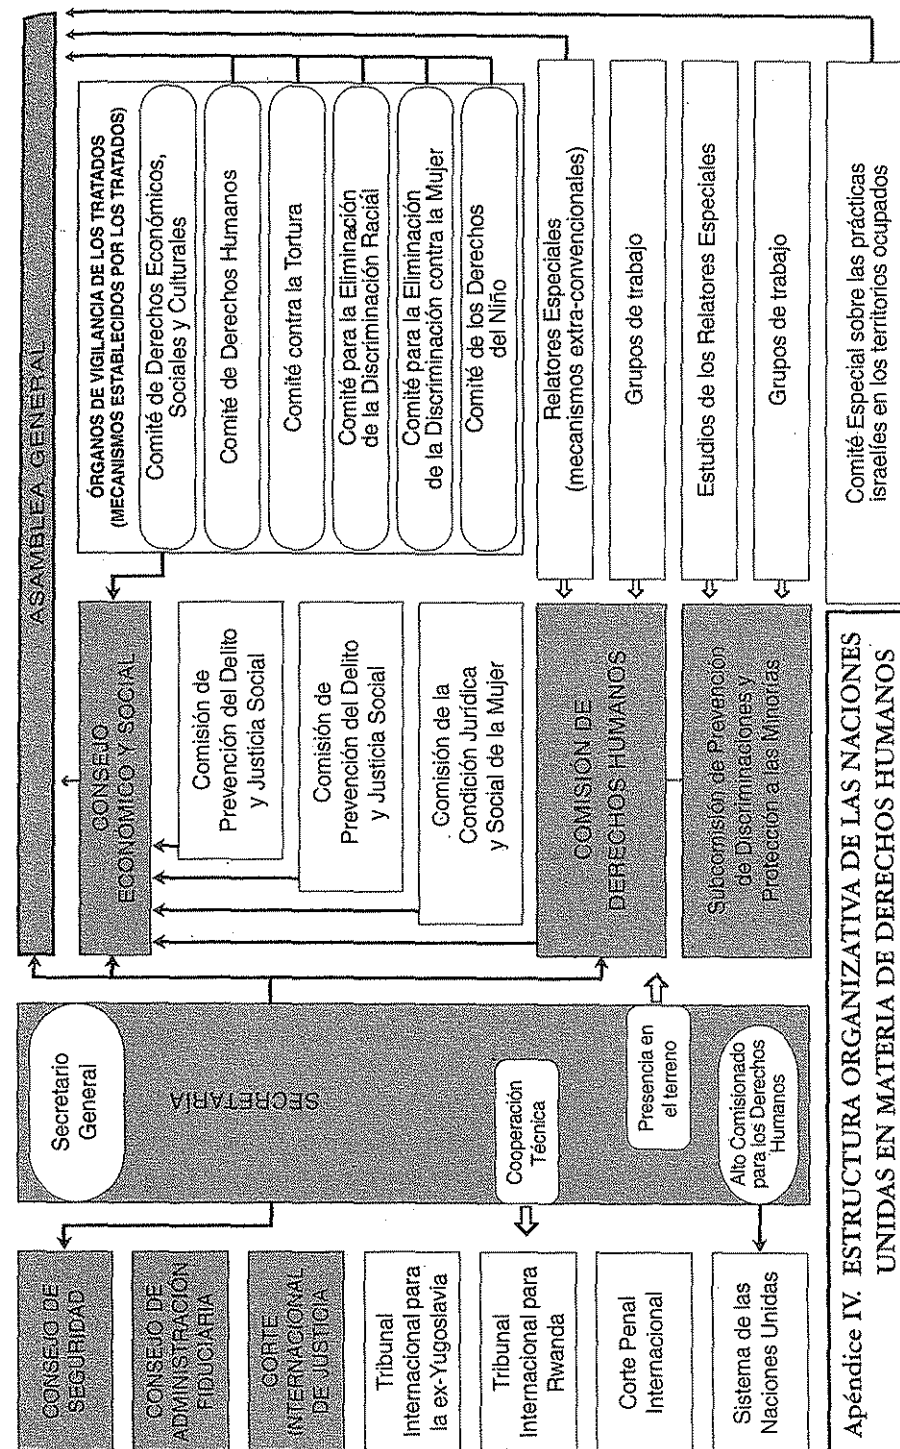 ASAMBLEA GENERAL
CONSEJO DE
SEGURIDAD
CONSEJO DE
ADMINISTRACIÓN
FIDUCIARIA
CORTE
INTERNACIONAL
DE JUSTICIA
Tribunal
Internacional para
la ex-Yugoslavia
Tribunal
Internacional para
Rwanda
Corte Penal
Internacional
Sistema de las
Naciones Unidas
Secretario
General
SECRETARÍA
Cooperación
Técnica
Presencia en
el terreno
Alto Comisionado
para los Derechos
Humanos
CONSEJO
ECONÓMICO Y SOCIAL
Comisión de
Prevención del Delito
y Justicia Social
Comisión de
Prevención del Delito
y Justicia Social
Comisión de la
Condición Jurídica
y Social de la Mujer
COMISIÓN DE
DERECHOS HUMANOS
Subcomisión de Prevención
de Discriminaciones y
Protección a las Minorías
ÓRGANOS DE VIGILANCIA DE LOS TRATADOS
(MECANISMOS ESTABLECIDOS POR LOS TRATADOS)
Comité de Derechos Económicos,
Sociales y Culturales
Comité de Derechos Humanos
Comité contra la Tortura
Comité para la Eliminación
de la Discriminación Raciál
Comité para la Eliminación
de la Discriminación contra la Mujer
Comité de los Derechos
del Niño
Relatores Especiales
(mecanismos extra-convencionales)
Grupos de trabajo
Estudios de los Relatores Especiales
Grupos de trabajo
Comité Especial sobre las prácticas
israelíes en los territorios ocupados
Apéndice IV. ESTRUCTURA ORGANIZATIVA DE LAS NACIONES
UNIDAS EN MATERIA DE DERECHOS HUMANOS